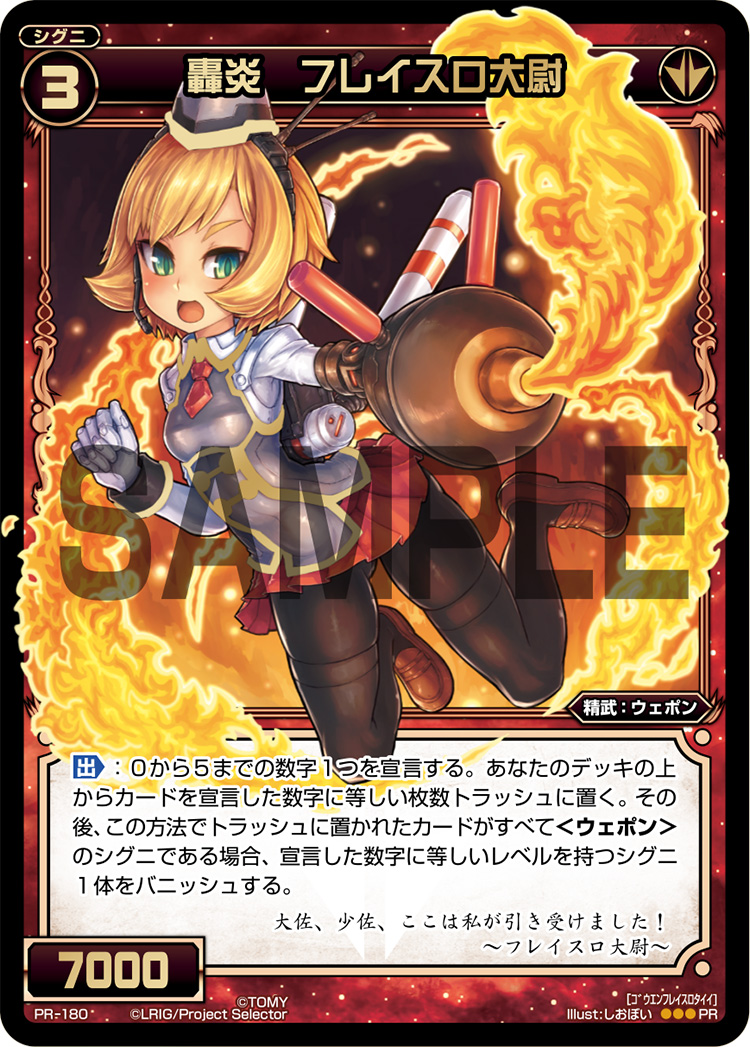 シグニ
3
轟炎　フレイスロ大尉
SAMPLE
精武：ウェポン
出：０から５までの数字１つを宣言する。あなたのデッキの上
からカードを宣言した数字に等しい枚数トラッシュに置く。その
後、この方法でトラッシュに置かれたカードがすべて＜ウェポン＞
のシグニである場合、宣言した数字に等しいレベルを持つシグニ
１体をバニッシュする。
大佐、少佐、ここは私が引き受けました！
～フレイスロ大尉～
7000
[ｺﾞｳｴﾝﾌﾚｲｽﾛﾀｲｲ]
©TOMY
PR-180 ©LRIG/Project Selector Illust:しおぼい PR